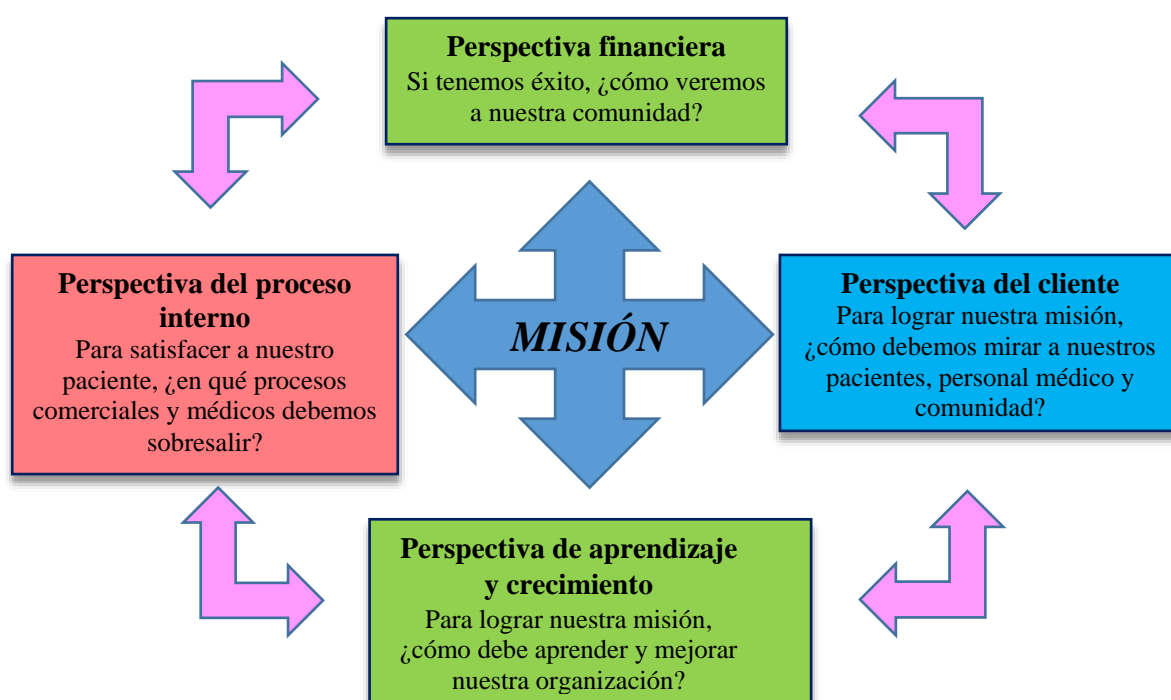 Perspectiva financiera
Si tenemos éxito, ¿cómo veremos
a nuestra comunidad?
Perspectiva del proceso
interno
Para satisfacer a nuestro
paciente, ¿en qué procesos
comerciales y médicos debemos
sobresalir?
MISIÓN
Perspectiva del cliente
Para lograr nuestra misión,
¿cómo debemos mirar a nuestros
pacientes, personal médico y
comunidad?
Perspectiva de aprendizaje
y crecimiento
Para lograr nuestra misión,
¿cómo debe aprender y mejorar
nuestra organización?